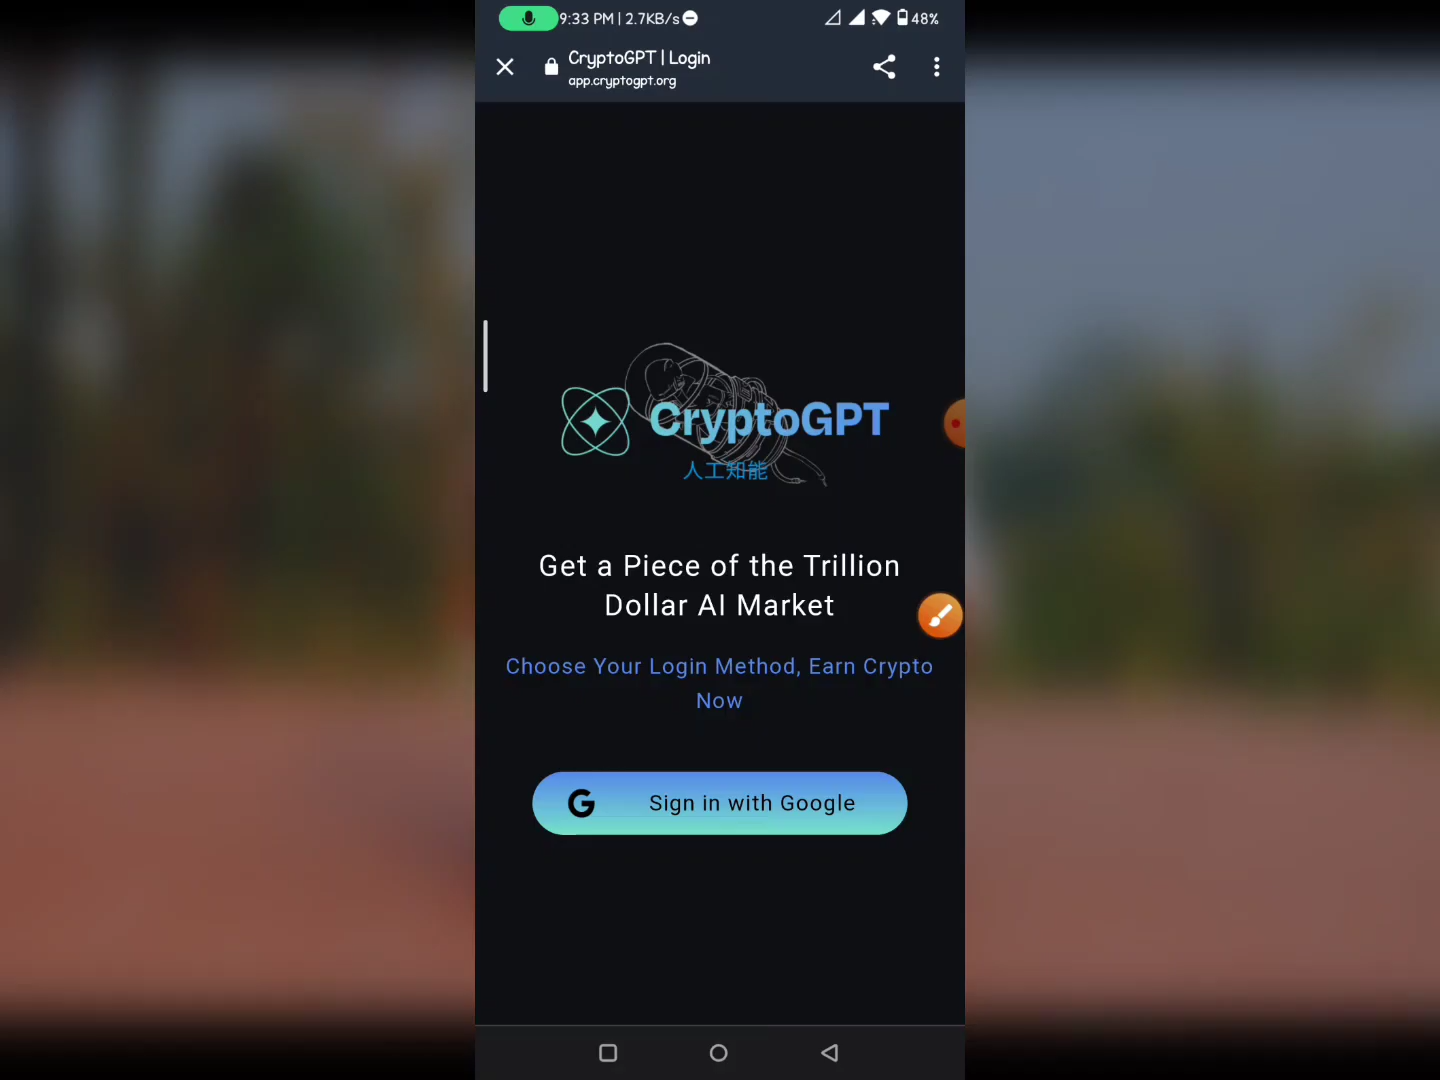 9:33 PM | 2.7KB/s
48%
CryptoGPT | Login
app.cryptogpt.org
CryptoGPT
人工知能
Get a Piece of the Trillion
Dollar AI Market
Choose Your Login Method, Earn Crypto
Now
G Sign in with Google